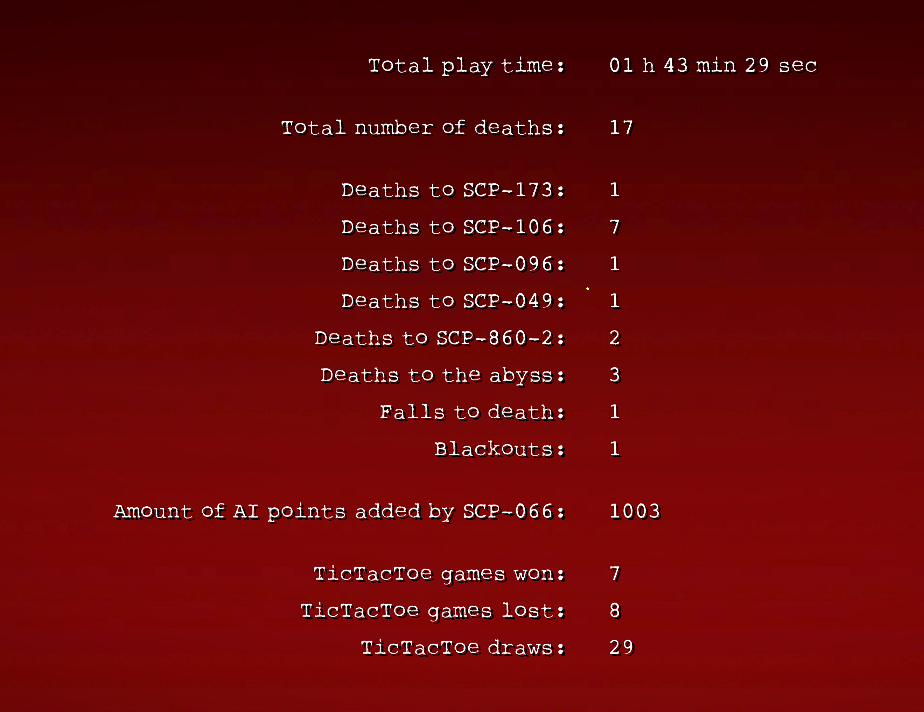 Total play time: 01 h 43 min 29 sec
Total number of deaths: 17
Deaths to SCP-173: 1
Deaths to SCP-106: 7
Deaths to SCP-096: 1
Deaths to SCP-049: 1
Deaths to SCP-860-2: 2
Deaths to the abyss: 3
Falls to death: 1
Blackouts: 1
Amount of AI points added by SCP-066: 1003
TicTacToe games won: 7
TicTacToe games lost: 8
TicTacToe draws: 29